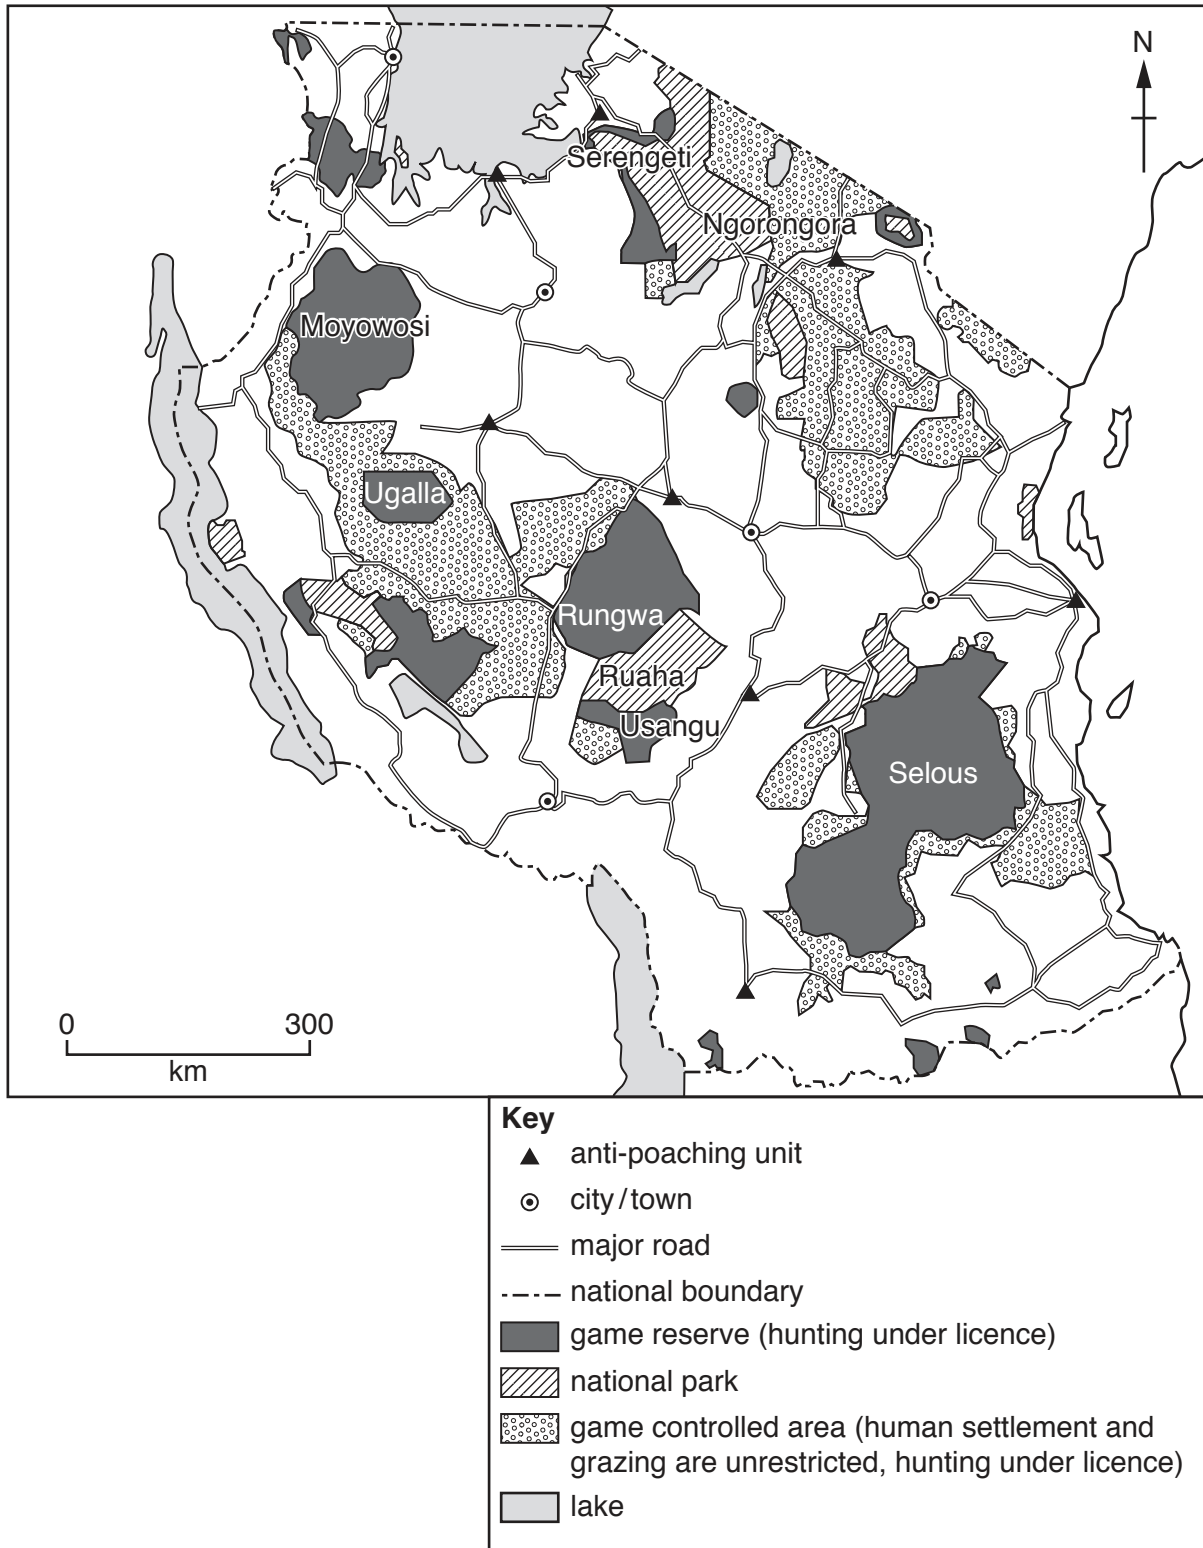 N
Serengeti
Ngorongora
Moyowosi
Ugalla
Rungwa
Ruaha
Usangu
Selous
0 300
km
Key
anti-poaching unit
city/town
major road
national boundary
game reserve (hunting under licence)
national park
game controlled area (human settlement and
grazing are unrestricted, hunting under licence)
lake